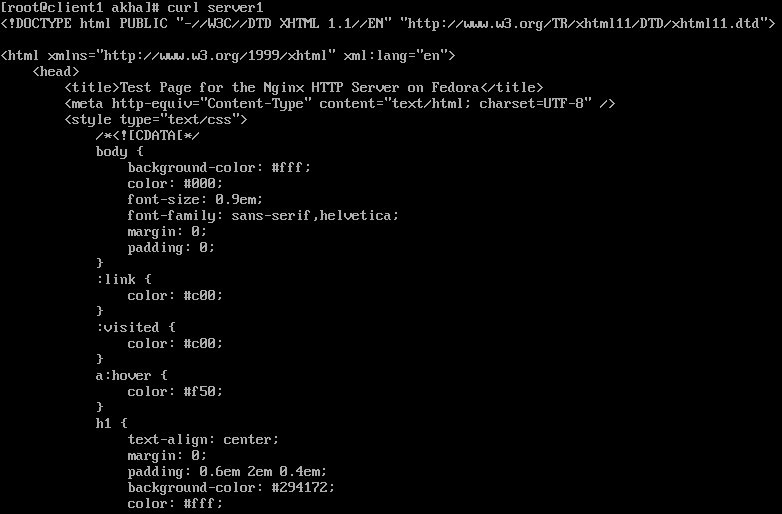 [root@client1 akha]# curl server1
<!DOCTYPE html PUBLIC "-//W3C//DTD XHTML 1.1//EN" "http://www.w3.org/TR/xhtml11/DTD/xhtml11.dtd">
<html xmlns="http://www.w3.org/1999/xhtml" xml:lang="en">
    <head>
        <title>Test Page for the Nginx HTTP Server on Fedora</title>
        <meta http-equiv="Content-Type" content="text/html; charset=UTF-8" />
        <style type="text/css">
            /*<![CDATA[*/
            body {
                background-color: #fff;
                color: #000;
                font-size: 0.9em;
                font-family: sans-serif,helvetica;
                margin: 0;
                padding: 0;
            }
            :link {
                color: #c00;
            }
            :visited {
                color: #c00;
            }
            a:hover {
                color: #f50;
            }
            h1 {
                text-align: center;
                margin: 0;
                padding: 0.6em 2em 0.4em;
                background-color: #294172;
                color: #fff;